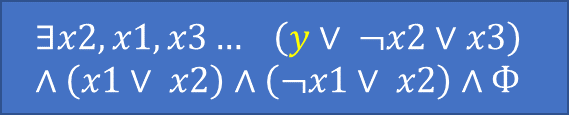 ∃x2, x1, x3 … (y ∨ ¬x2 ∨ x3)
∧ (x1 ∨ x2) ∧ (¬x1 ∨ x2) ∧ Φ